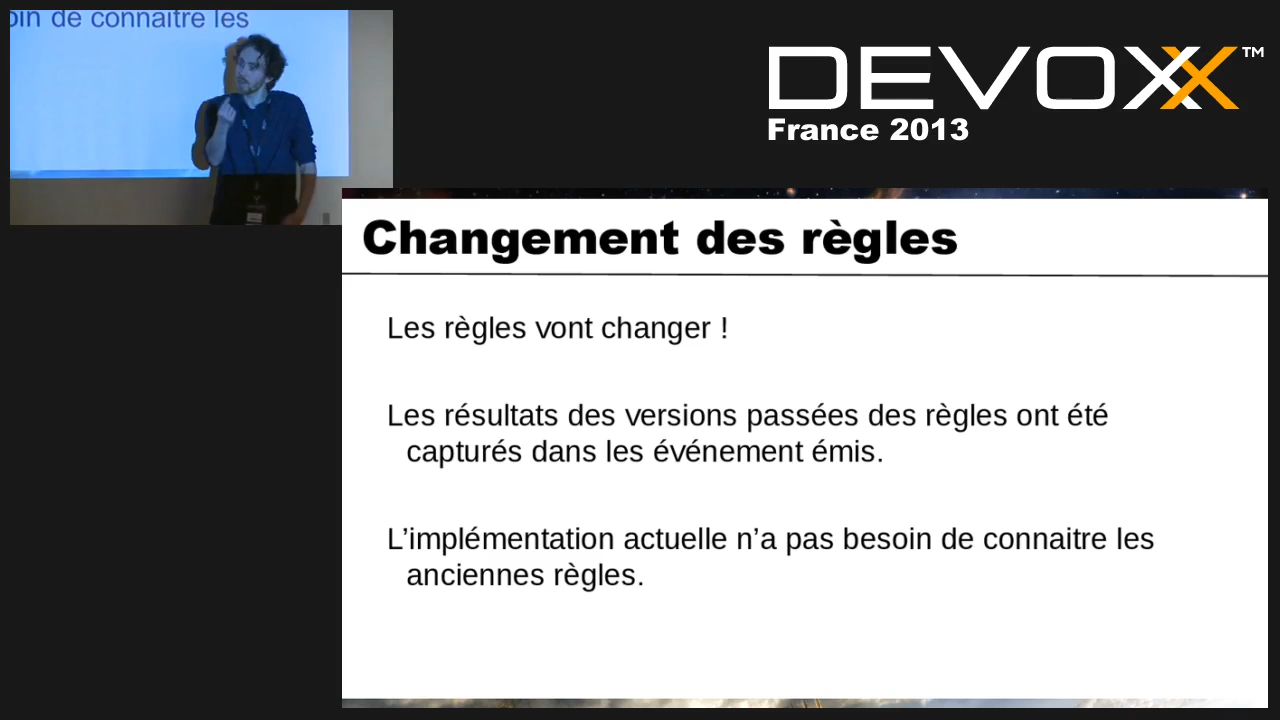 oin de connaitre les
DEVOXX™
France 2013
Changement des règles
Les règles vont changer !
Les résultats des versions passées des règles ont été
capturés dans les événement émis.
L’implémentation actuelle n’a pas besoin de connaitre les
anciennes règles.